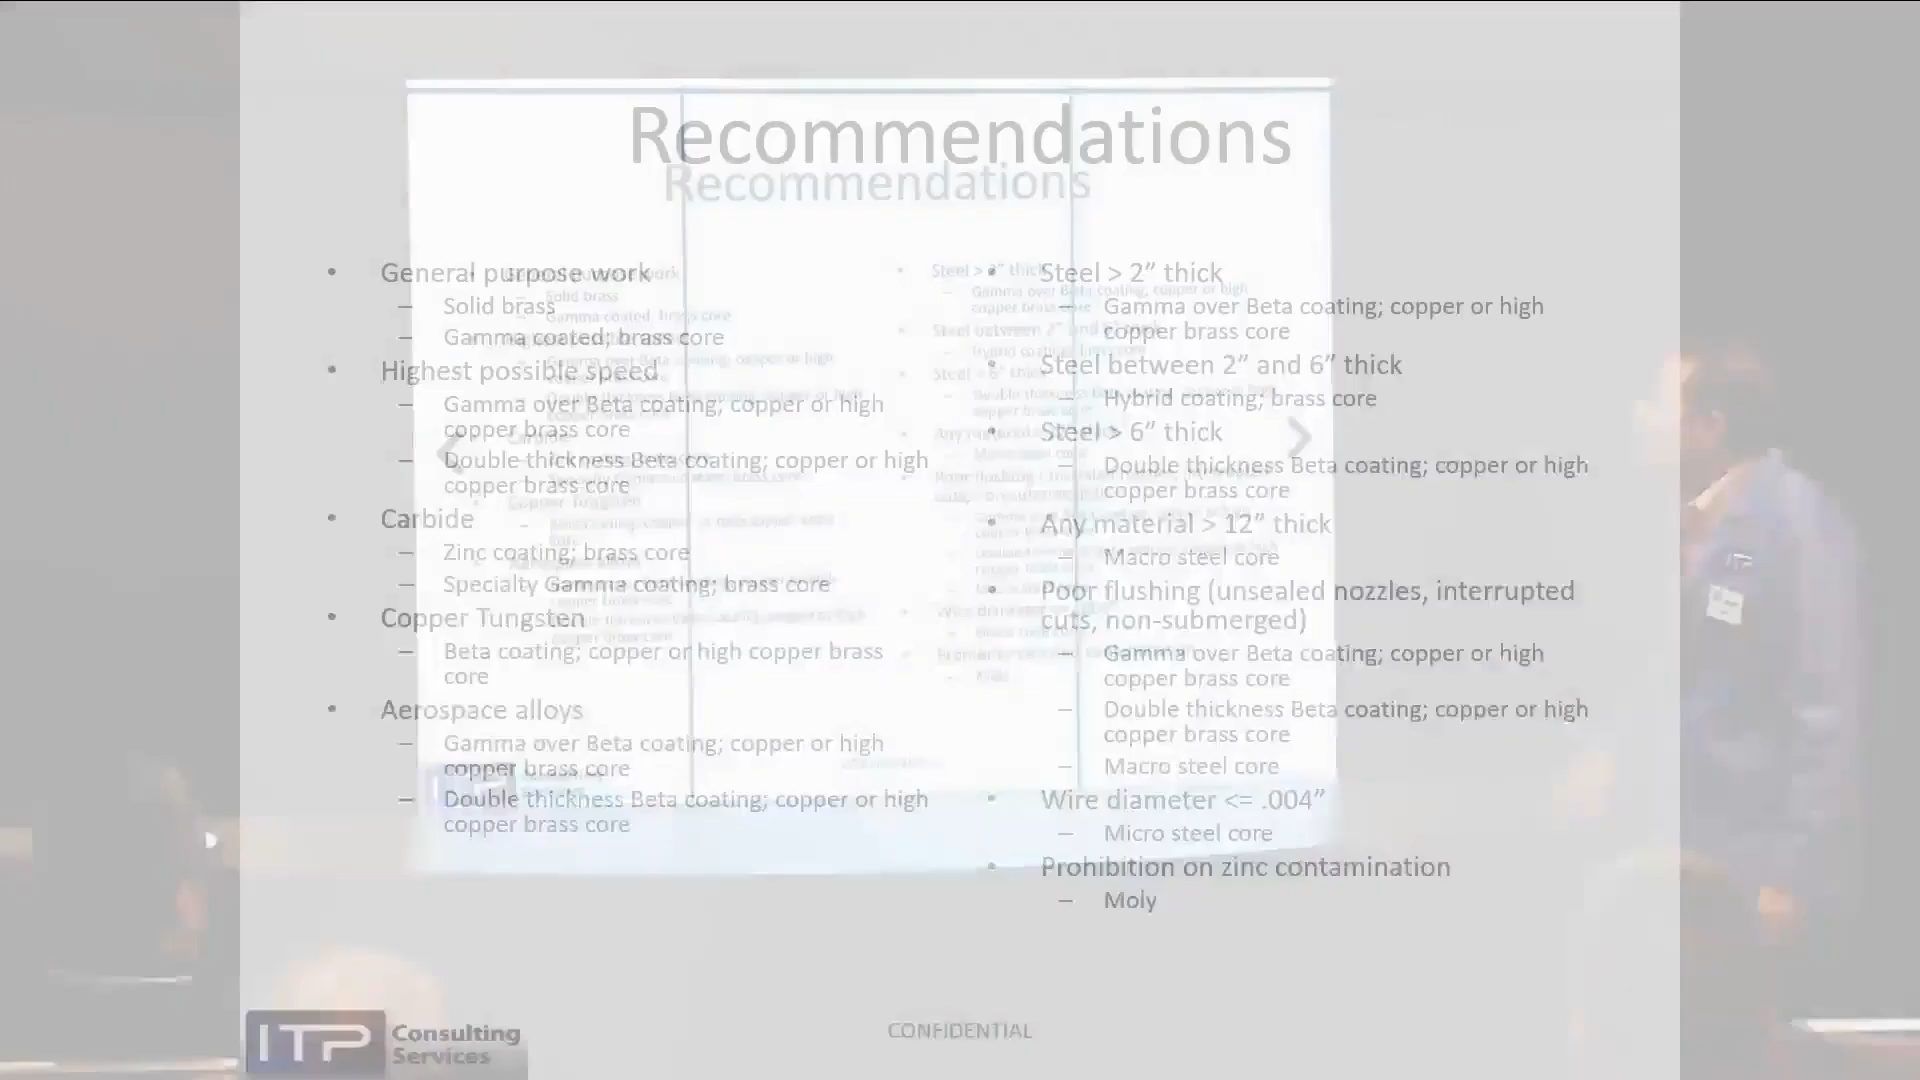 Recommendations
Recommendations
• General purpose work
– Solid brass
– Gamma coated; brass core
• Highest possible speed
– Gamma over Beta coating; copper or high
copper brass core
– Double thickness Beta coating; copper or high
copper brass core
• Carbide
– Zinc coating; brass core
– Specialty Gamma coating; brass core
• Copper Tungsten
– Beta coating; copper or high copper brass
core
• Aerospace alloys
– Gamma over Beta coating; copper or high
copper brass core
– Double thickness Beta coating; copper or high
copper brass core
• Steel > 2” thick
– Gamma over Beta coating; copper or high
copper brass core
• Steel between 2” and 6” thick
– Hybrid coating; brass core
• Steel > 6” thick
– Double thickness Beta coating; copper or high
copper brass core
• Any material > 12” thick
– Macro steel core
• Poor flushing (unsealed nozzles, interrupted
cuts, non-submerged)
– Gamma over Beta coating; copper or high
copper brass core
– Double thickness Beta coating; copper or high
copper brass core
– Macro steel core
• Wire diameter <= .004”
– Micro steel core
• Prohibition on zinc contamination
– Moly
ITP Consulting
Services
CONFIDENTIAL